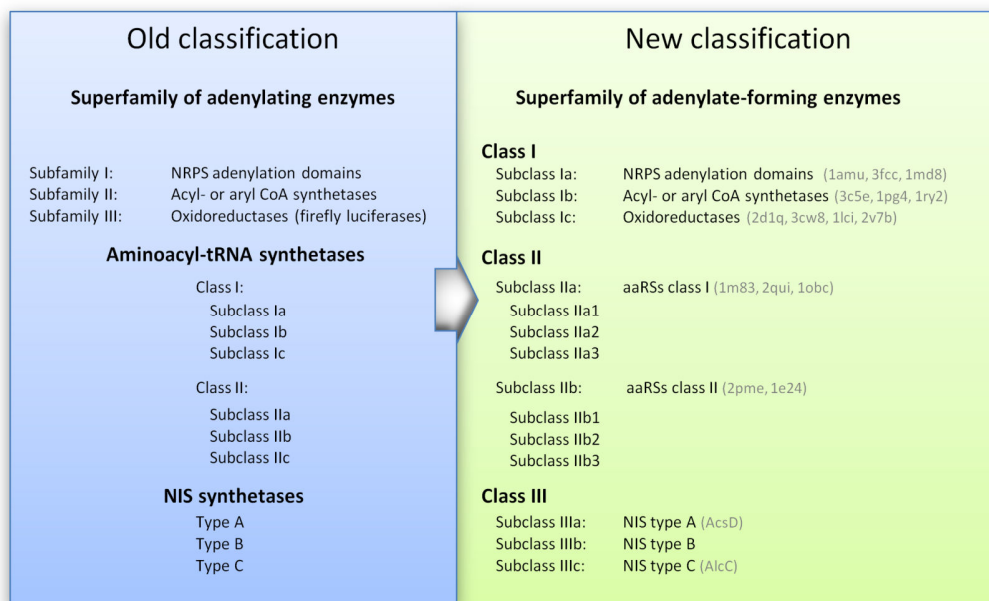 Old classification
Superfamily of adenylating enzymes
Subfamily I: NRPS adenylation domains
Subfamily II: Acyl- or aryl CoA synthetases
Subfamily III: Oxidoreductases (firefly luciferases)
Aminoacyl-tRNA synthetases
Class I:
Subclass Ia
Subclass Ib
Subclass Ic
Class II:
Subclass IIa
Subclass IIb
Subclass IIc
NIS synthetases
Type A
Type B
Type C
New classification
Superfamily of adenylate-forming enzymes
Class I
Subclass Ia: NRPS adenylation domains (1amu, 3fcc, 1md8)
Subclass Ib: Acyl- or aryl CoA synthetases (3c5e, 1pg4, 1ry2)
Subclass Ic: Oxidoreductases (2d1q, 3cw8, 1lci, 2v7b)
Class II
Subclass IIa: aaRSs class I (1m83, 2qui, 1obc)
Subclass IIa1
Subclass IIa2
Subclass IIa3
Subclass IIb: aaRSs class II (2pme, 1e24)
Subclass IIb1
Subclass IIb2
Subclass IIb3
Class III
Subclass IIIa: NIS type A (AcsD)
Subclass IIIb: NIS type B
Subclass IIIc: NIS type C (AlcC)